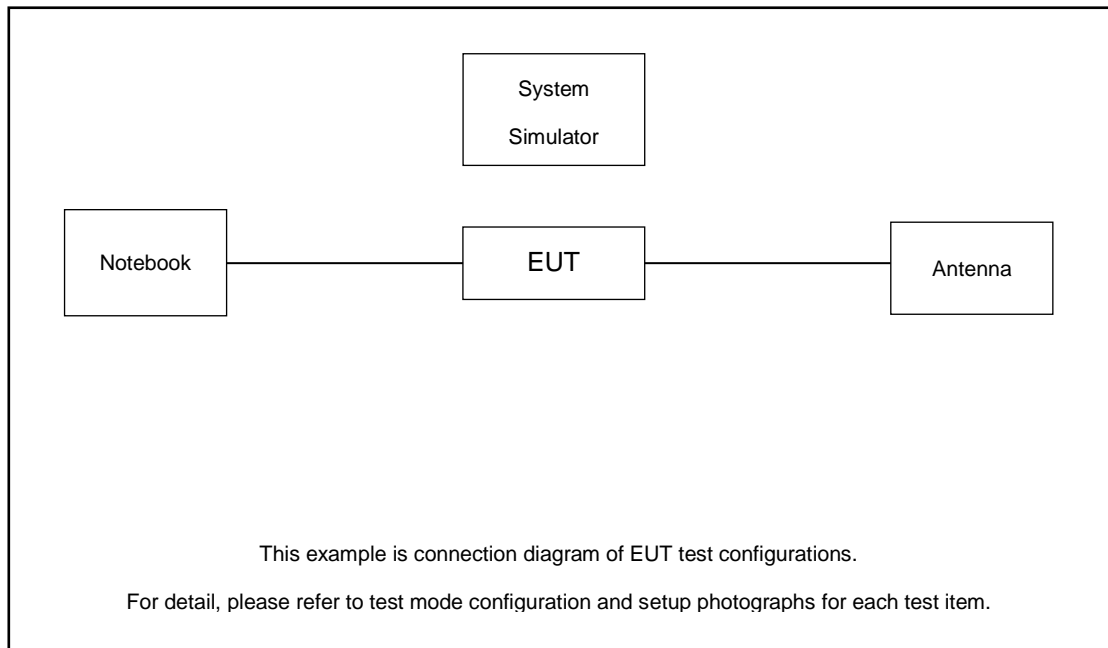 System
Simulator
Notebook
EUT
Antenna
This example is connection diagram of EUT test configurations.
For detail, please refer to test mode configuration and setup photographs for each test item.